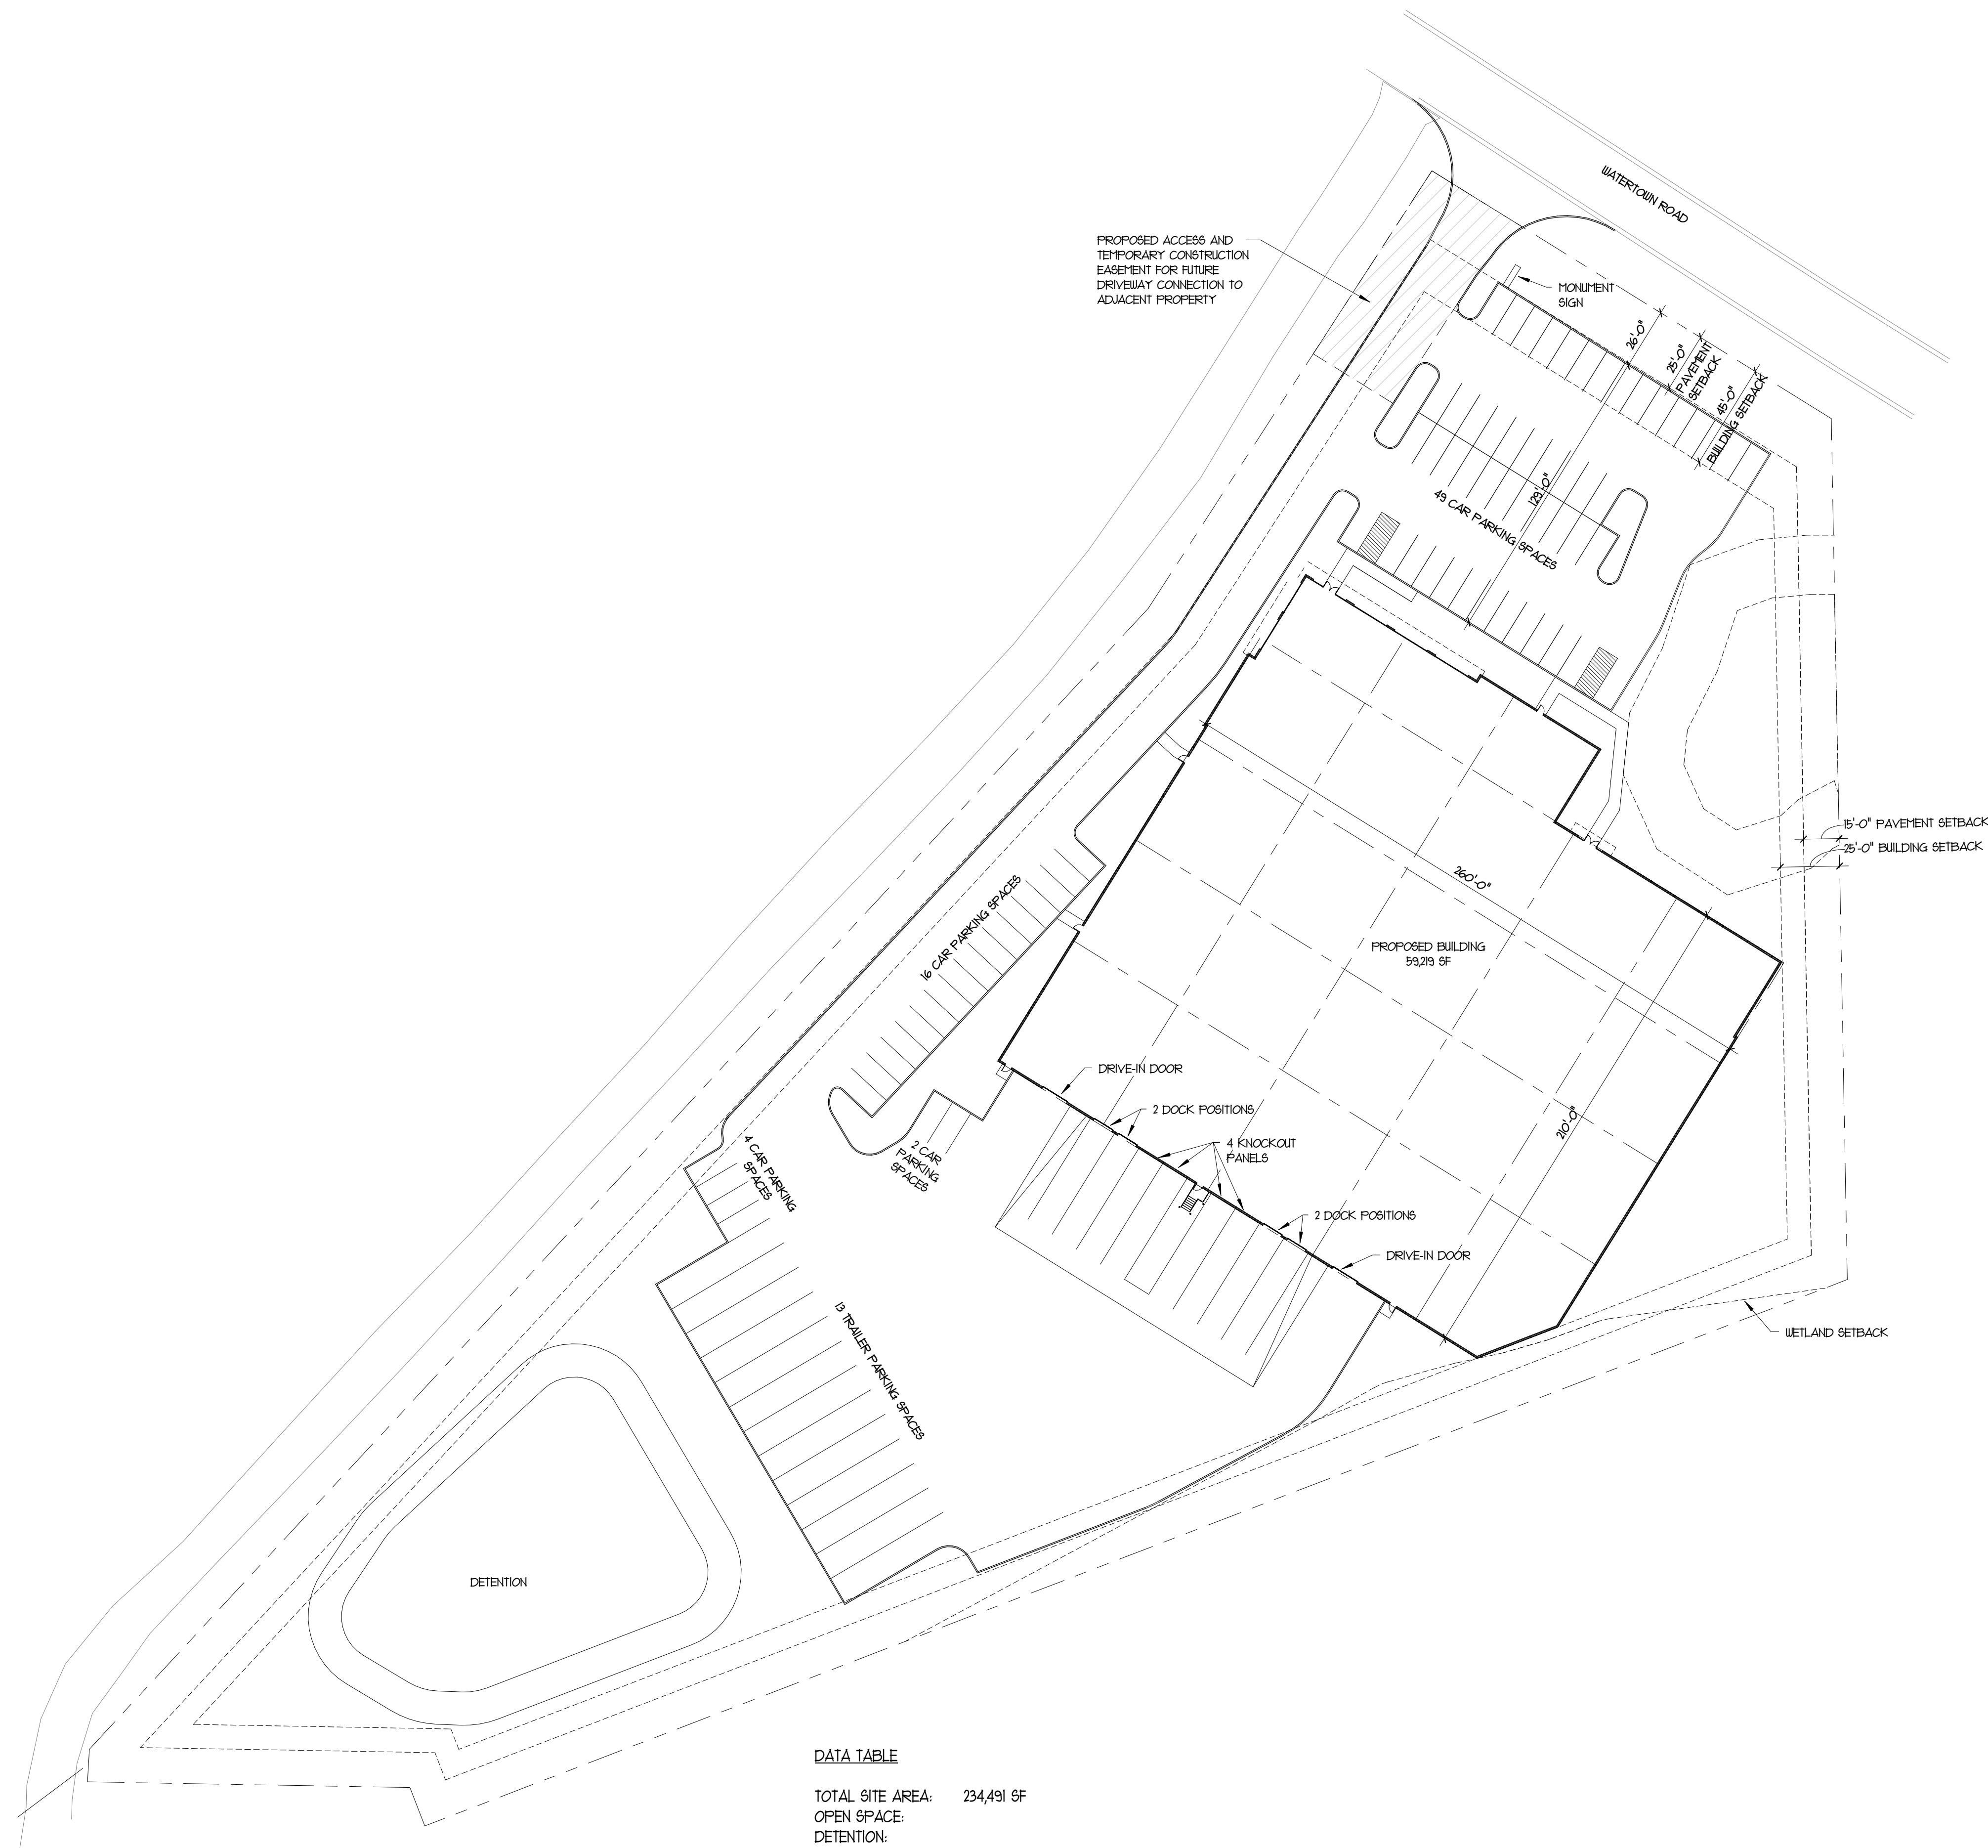 WATERTOWN ROAD
PROPOSED ACCESS AND
TEMPORARY CONSTRUCTION
EASEMENT FOR FUTURE
DRIVEWAY CONNECTION TO
ADJACENT PROPERTY
MONUMENT
SIGN
26'-0"
25'-0"
PAVEMENT
SETBACK
45'-0"
BUILDING SETBACK
129'-0"
49 CAR PARKING SPACES
15'-0" PAVEMENT SETBACK
25'-0" BUILDING SETBACK
260'-0"
16 CAR PARKING SPACES
PROPOSED BUILDING
59,219 SF
DRIVE-IN DOOR
2 DOCK POSITIONS
210'-0"
4 KNOCKOUT
PANELS
4 CAR PARKING
SPACES
2 CAR
PARKING
SPACES
2 DOCK POSITIONS
DRIVE-IN DOOR
13 TRAILER PARKING SPACES
WETLAND SETBACK
DETENTION
DATA TABLE
TOTAL SITE AREA: 234,491 SF
OPEN SPACE:
DETENTION: